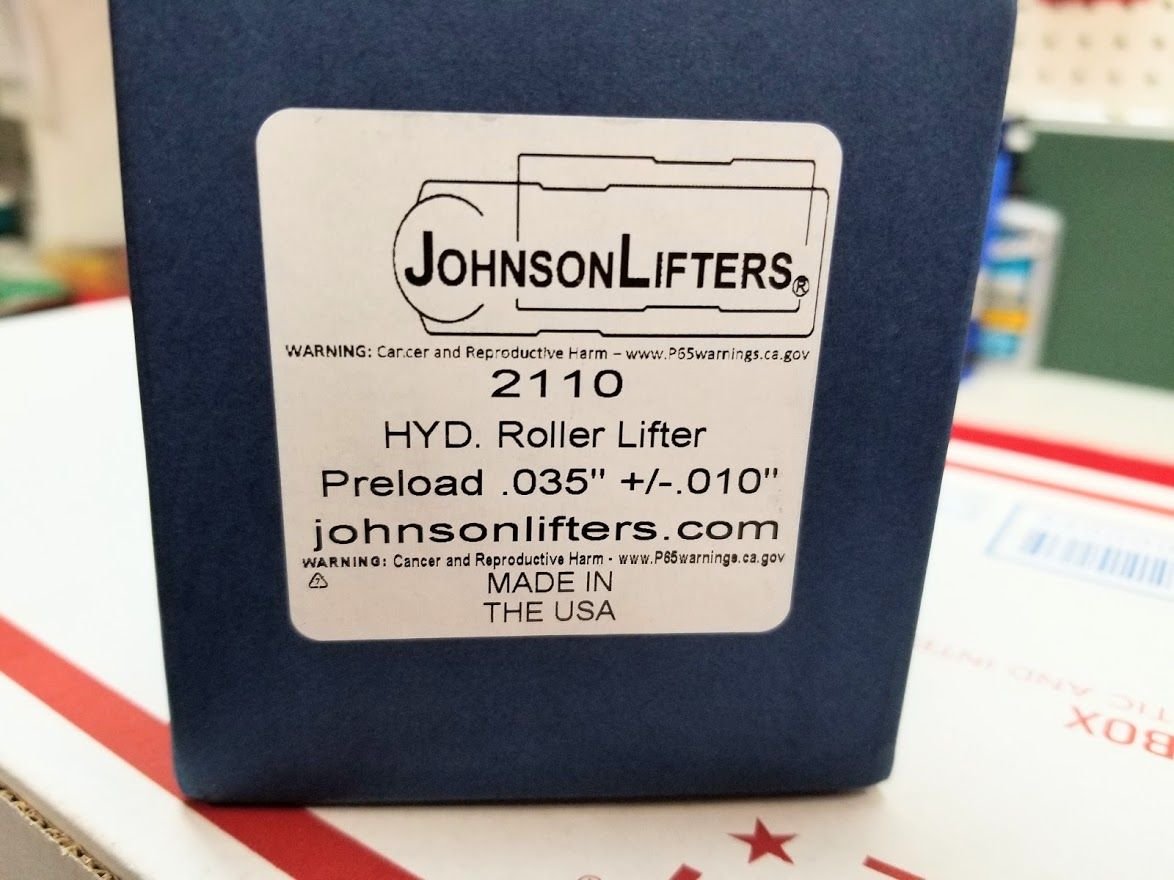 JOHNSONLIFTERS®
WARNING: Cancer and Reproductive Harm – www.P65warnings.ca.gov
2110
HYD. Roller Lifter
Preload .035" +/-.010"
johnsonlifters.com
WARNING: Cancer and Reproductive Harm - www.P65warnings.ca.gov
MADE IN
THE USA
BOX